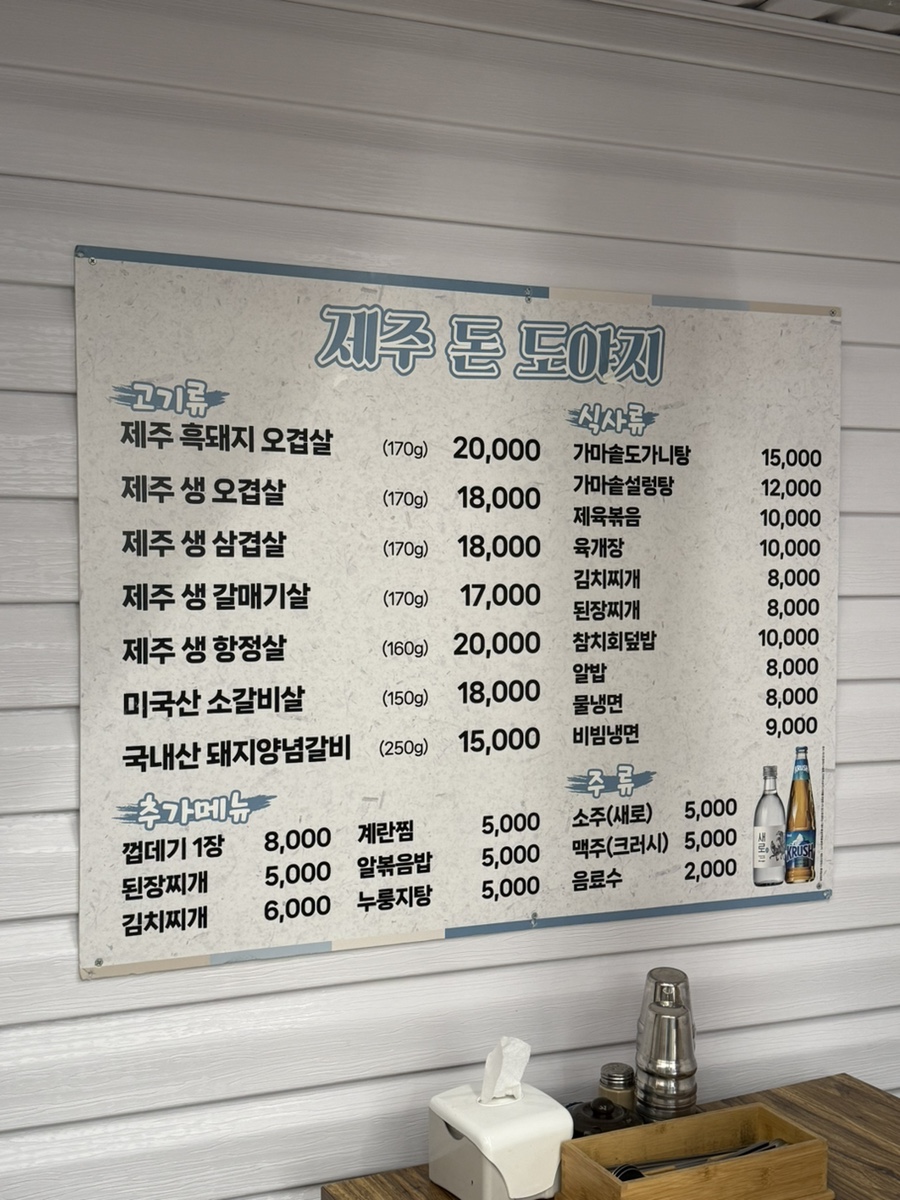 제주 돈 도야지
고기류
제주 흑돼지 오겹살 (170g) 20,000
제주 생 오겹살 (170g) 18,000
제주 생 삼겹살 (170g) 18,000
제주 생 갈매기살 (170g) 17,000
제주 생 항정살 (160g) 20,000
미국산 소갈비살 (150g) 18,000
국내산 돼지양념갈비 (250g) 15,000
추가메뉴
껍데기 1장 8,000
된장찌개 5,000
김치찌개 6,000
계란찜 5,000
알볶음밥 5,000
누룽지탕 5,000
식사류
가마솥도가니탕 15,000
가마솥설렁탕 12,000
제육볶음 10,000
육개장 10,000
김치찌개 8,000
된장찌개 8,000
참치회덮밥 10,000
알밥 8,000
물냉면 8,000
비빔냉면 9,000
주류
소주(새로) 5,000
맥주(크러시) 5,000
음료수 2,000
새로
KRUSH
KRUSH